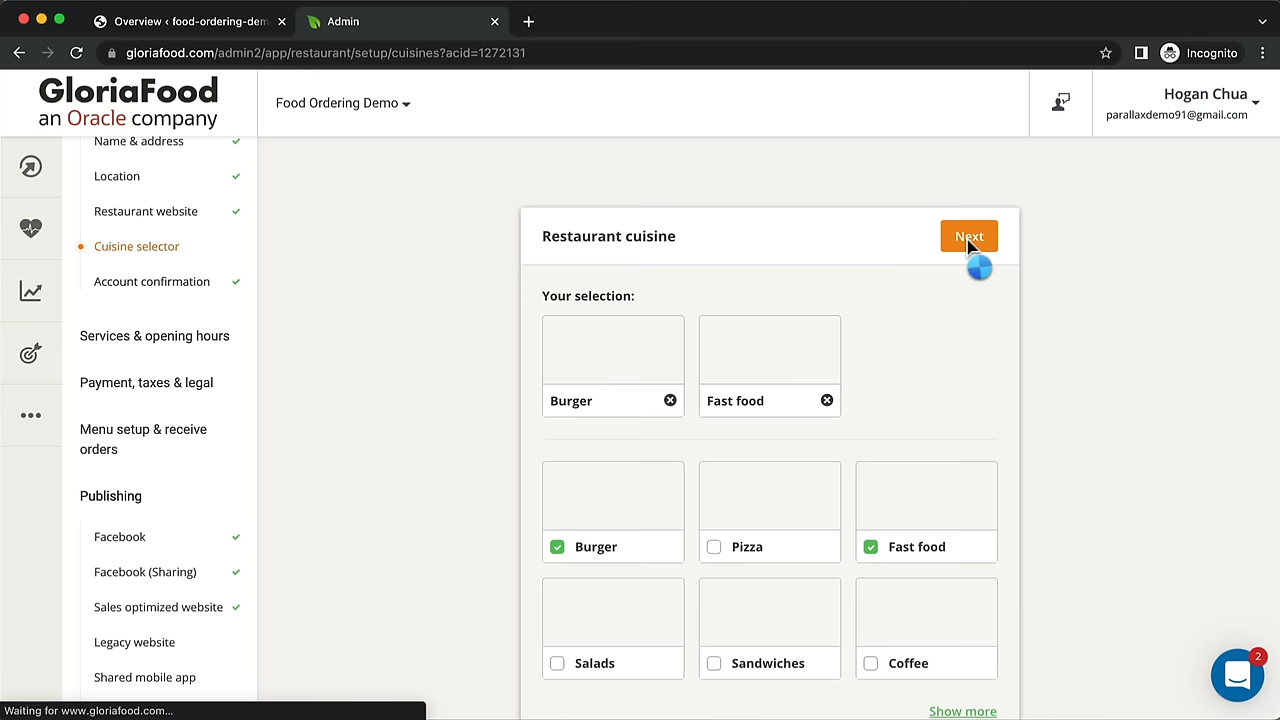 Overview ‹ food-ordering-dem
Admin
gloriafood.com/admin2/app/restaurant/setup/cuisines?acid=1272131
Incognito
GloriaFood
an Oracle company
Food Ordering Demo
Hogan Chua
parallaxdemo91@gmail.com
Name & address
Location
Restaurant website
Cuisine selector
Account confirmation
Services & opening hours
Payment, taxes & legal
Menu setup & receive
orders
Publishing
Facebook
Facebook (Sharing)
Sales optimized website
Legacy website
Shared mobile app
Restaurant cuisine
Next
Your selection:
Burger
Fast food
Burger
Pizza
Fast food
Salads
Sandwiches
Coffee
Show more
2
Waiting for www.gloriafood.com...